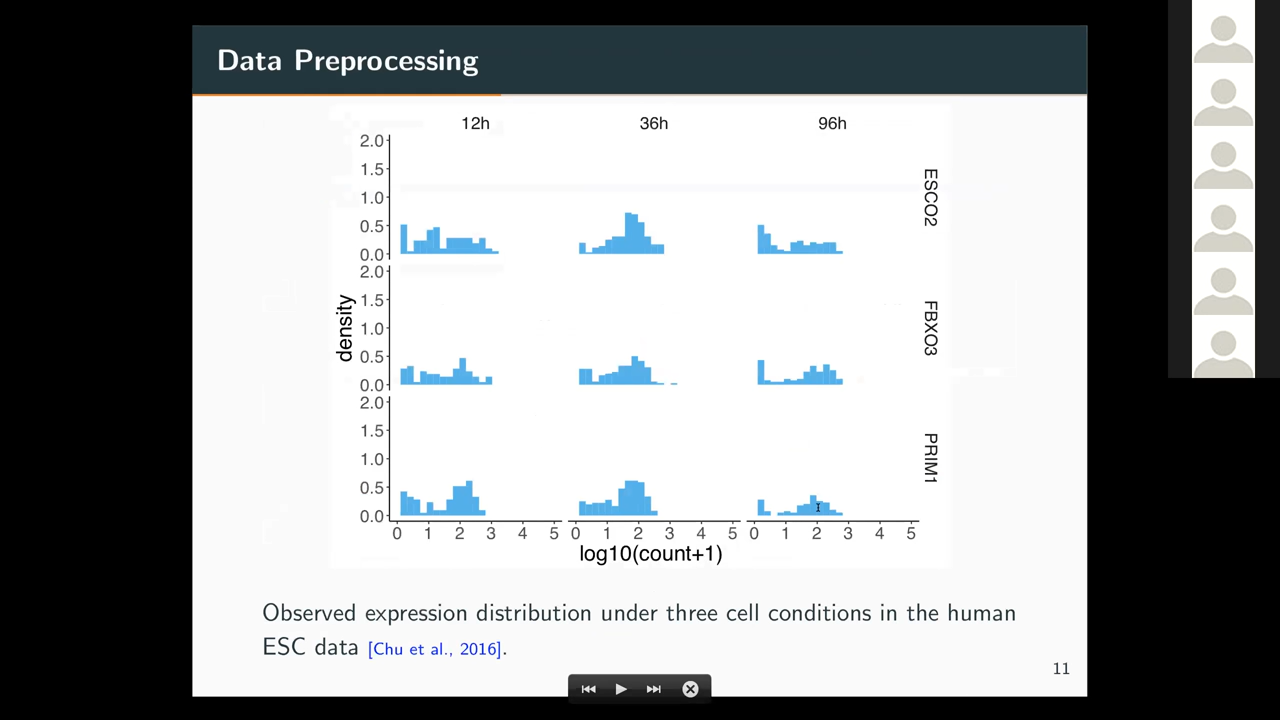 Data Preprocessing
12h 36h 96h
2.0
1.5
1.0
0.5
0.0
ESCO2
2.0
1.5
1.0
0.5
0.0
FBXO3
density
2.0
1.5
1.0
0.5
0.0
PRIM1
0 1 2 3 4 5 0 1 2 3 4 5 0 1 2 3 4 5
log10(count+1)
Observed expression distribution under three cell conditions in the human
ESC data [Chu et al., 2016].
11